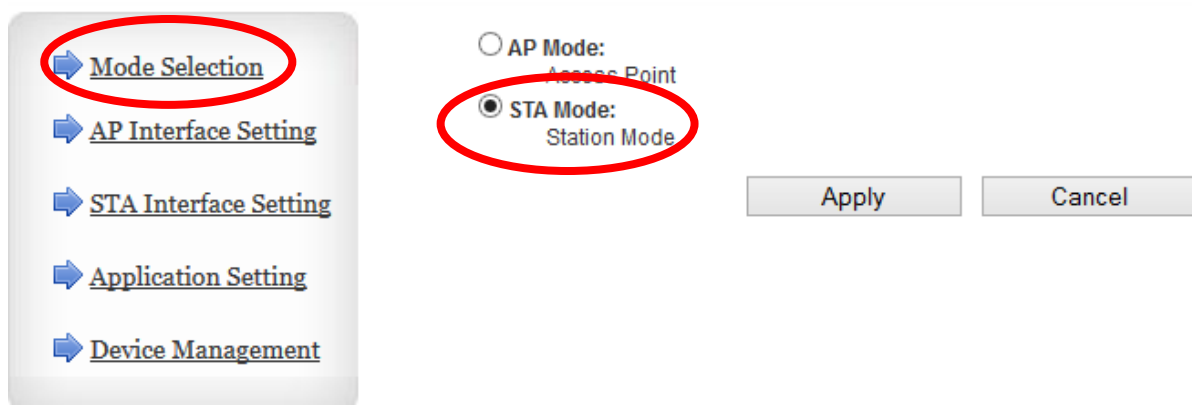 Mode Selection
AP Interface Setting
STA Interface Setting
Application Setting
Device Management
AP Mode:
Access Point
STA Mode:
Station Mode
Apply
Cancel